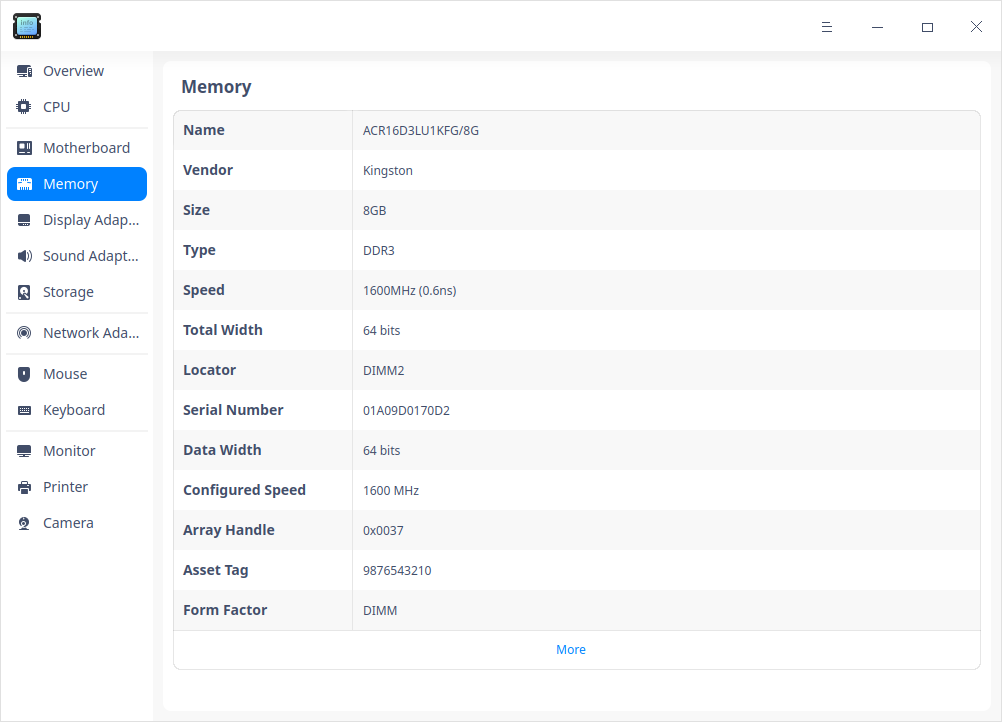 Overview
CPU
Motherboard
Memory
Display Adap...
Sound Adapt...
Storage
Network Ada...
Mouse
Keyboard
Monitor
Printer
Camera
Memory
Name ACR16D3LU1KFG/8G
Vendor Kingston
Size 8GB
Type DDR3
Speed 1600MHz (0.6ns)
Total Width 64 bits
Locator DIMM2
Serial Number 01A09D0170D2
Data Width 64 bits
Configured Speed 1600 MHz
Array Handle 0x0037
Asset Tag 9876543210
Form Factor DIMM
More